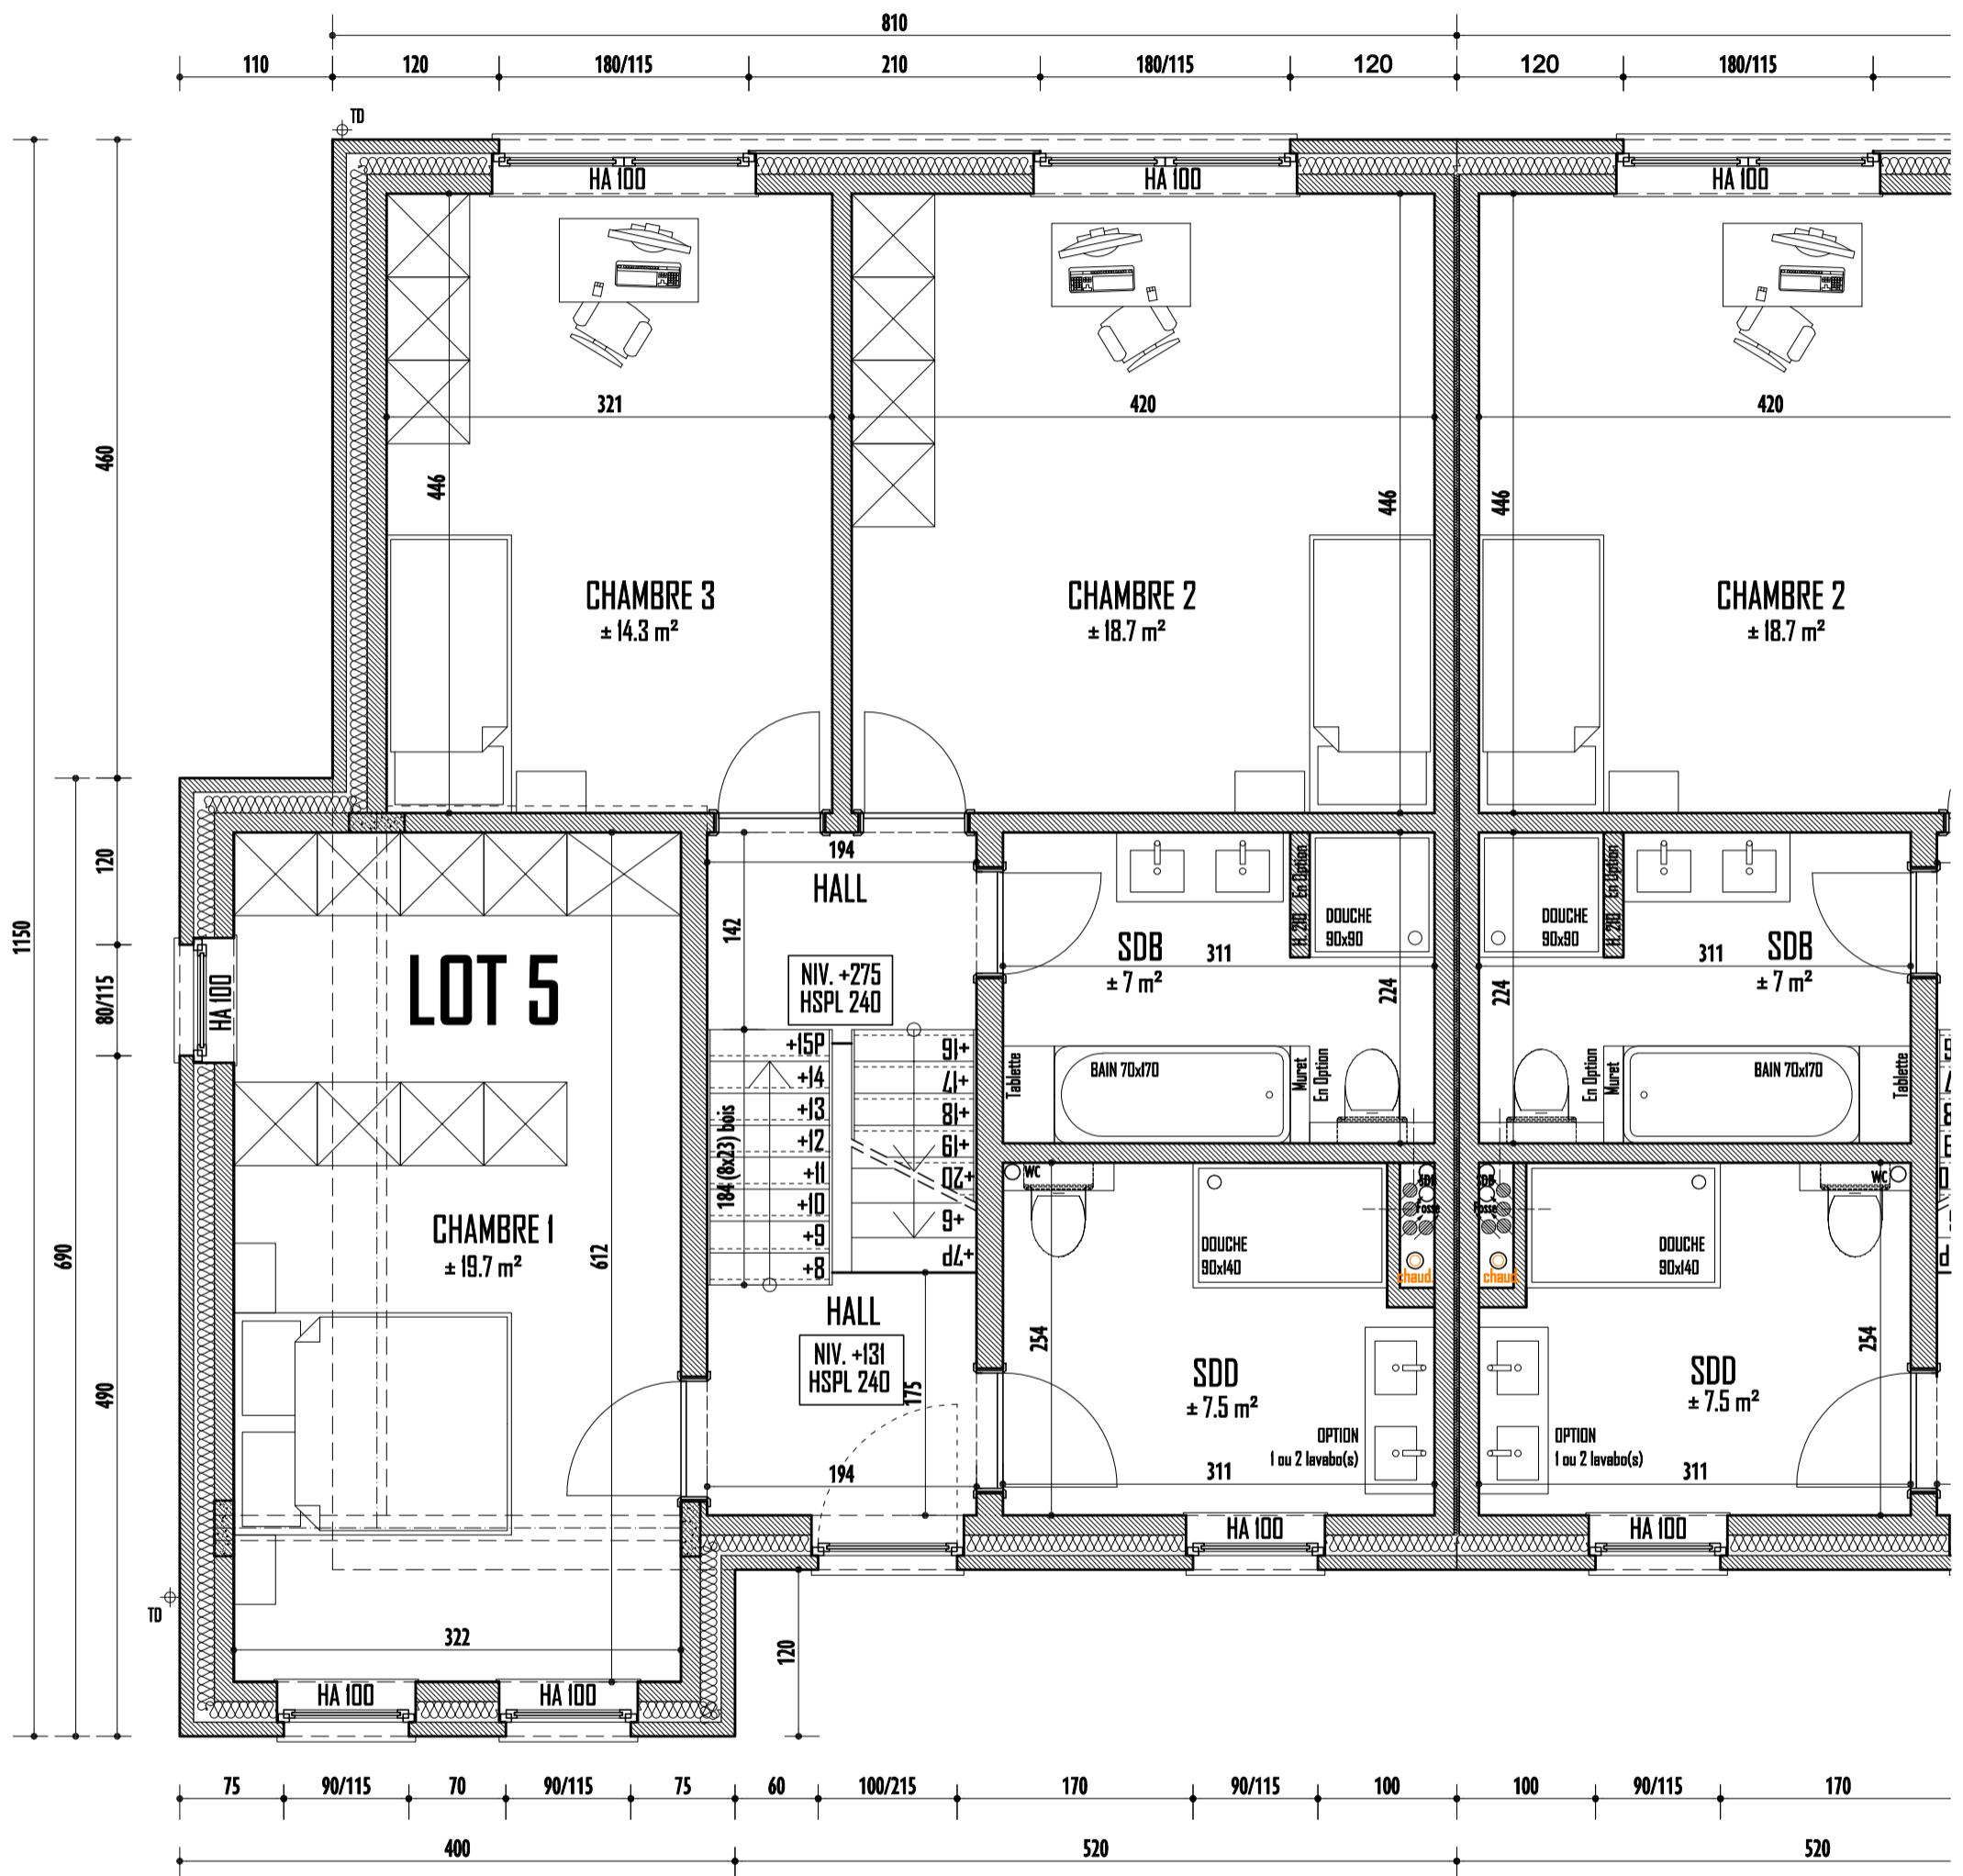 810
110 120 180/115 210 180/115 120 120 180/115
TD
HA 100 HA 100 HA 100
321 420 420
460 446 446 446
CHAMBRE 3
± 14.3 m²
CHAMBRE 2
± 18.7 m²
CHAMBRE 2
± 18.7 m²
1150
690
120
80/115
490
HA 100
LOT 5
194
HALL
142
NIV. +275
HSPL 240
SDB
± 7 m²
311
224
H. 210 En Option
DOUCHE
90x90
En Option
DOUCHE
90x90
SDB
± 7 m²
311
224
+15P
+14
+13
+12
+11
+10
+9
+8
184 (8x23) bois
+16
+17
+18
+19
+20
+6
+7P
Tablette
BAIN 70x170
Muret
En Option
En Option
Muret
BAIN 70x170
Tablette
CHAMBRE 1
± 19.7 m²
612
HALL
NIV. +131
HSPL 240
175
194
WC
DOUCHE
90x140
SDB
Fosse
chaud.
254
SDD
± 7.5 m²
OPTION
1 ou 2 lavabo(s)
311
HA 100
WC
DOUCHE
90x140
Fosse
chaud.
254
SDD
± 7.5 m²
OPTION
1 ou 2 lavabo(s)
311
HA 100
TD
322
120
HA 100 HA 100
75 90/115 70 90/115 75 60 100/215 170 90/115 100 100 90/115 170
400 520 520